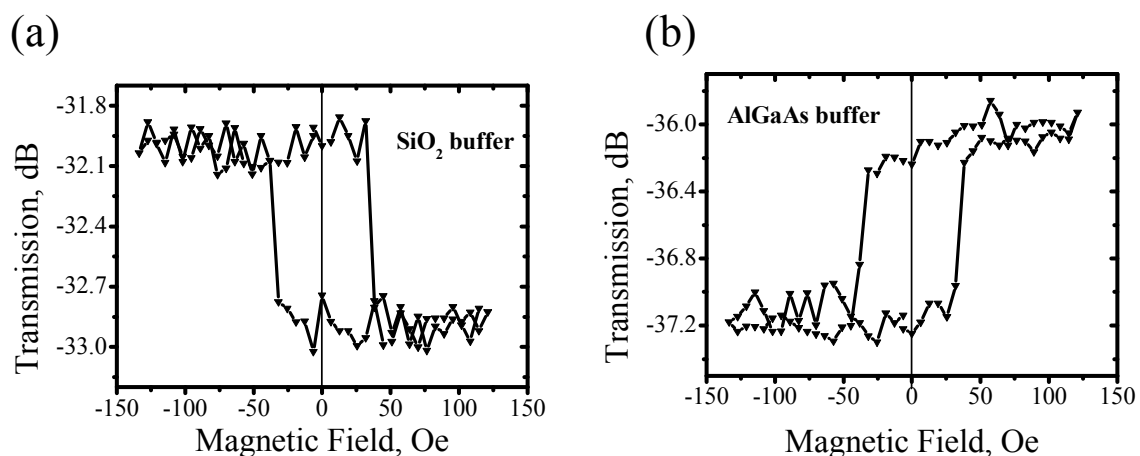 (a)
-31.8
-32.1
-32.4
-32.7
-33.0
Transmission, dB
SiO₂ buffer
-150 -100 -50 0 50 100 150
Magnetic Field, Oe
(b)
-36.0
-36.4
-36.8
-37.2
Transmission, dB
AlGaAs buffer
-150 -100 -50 0 50 100 150
Magnetic Field, Oe